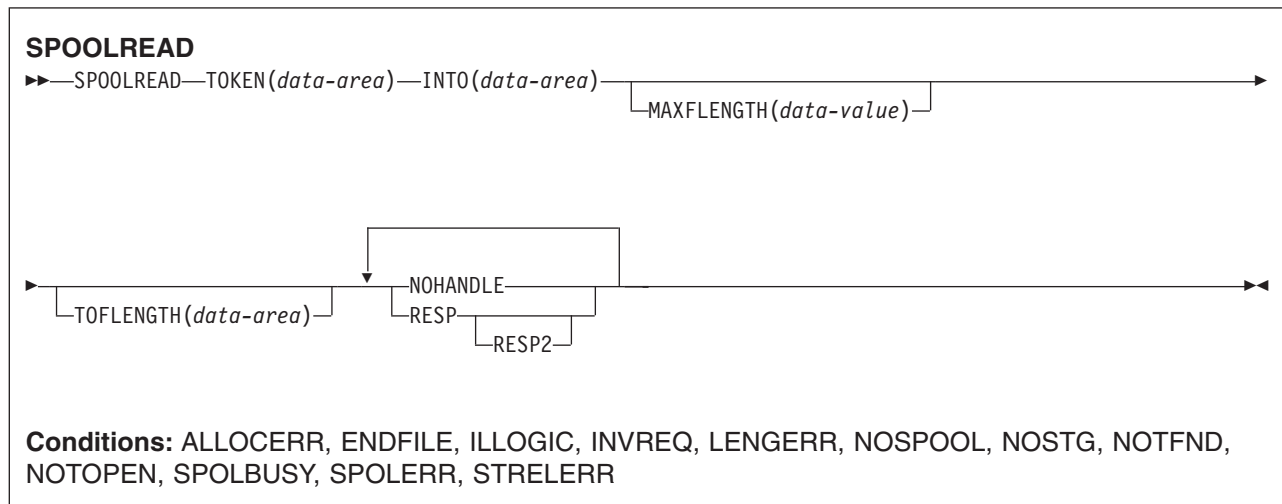 SPOOLREAD
SPOOLREAD TOKEN(data-area) INTO(data-area)
MAXFLENGTH(data-value)
TOFLENGTH(data-area)
NOHANDLE
RESP
RESP2
Conditions: ALLOCERR, ENDFILE, ILLOGIC, INVREQ, LENGERR, NOSPOOL, NOSTG, NOTFND,
NOTOPEN, SPOLBUSY, SPOLERR, STRELERR